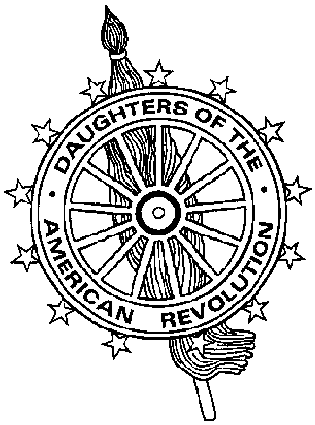 DAUGHTERS OF THE
AMERICAN REVOLUTION